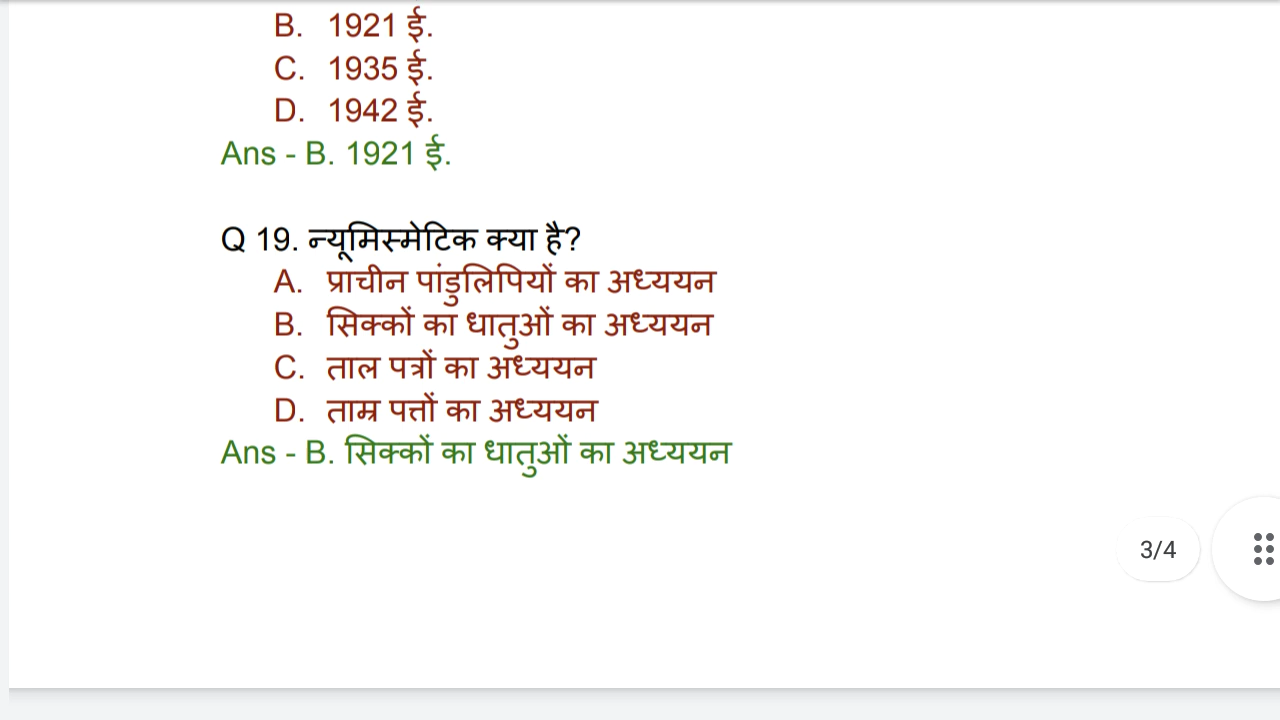 B. 1921 ई.
C. 1935 ई.
D. 1942 ई.
Ans - B. 1921 ई.
Q 19. न्यूमिस्मेटिक क्या है?
A. प्राचीन पांडुलिपियों का अध्ययन
B. सिक्कों का धातुओं का अध्ययन
C. ताल पत्रों का अध्ययन
D. ताम्र पत्तों का अध्ययन
Ans - B. सिक्कों का धातुओं का अध्ययन
3/4